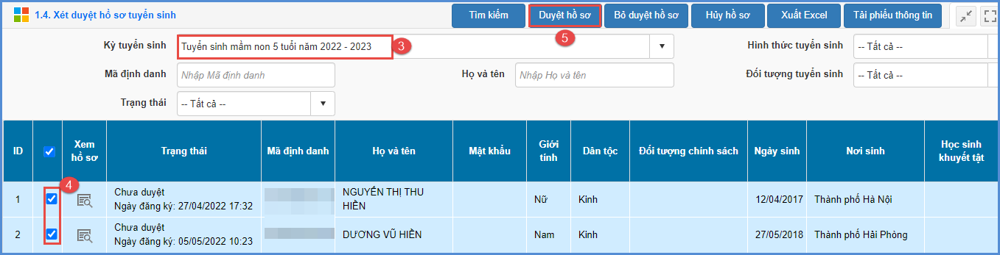 1.4. Xét duyệt hồ sơ tuyển sinh
Tìm kiếm
Duyệt hồ sơ
Bỏ duyệt hồ sơ
Hủy hồ sơ
Xuất Excel
Tải phiếu thông tin
5
Kỳ tuyển sinh
Tuyển sinh mầm non 5 tuổi năm 2022 - 2023
3
Hình thức tuyển sinh
-- Tất cả --
Mã định danh
Nhập Mã định danh
Họ và tên
Nhập Họ và tên
Đối tượng tuyển sinh
-- Tất cả --
Trạng thái
-- Tất cả --
ID
Xem
hồ sơ
Trạng thái
Mã định danh
Họ và tên
Mật khẩu
Giới
tính
Dân tộc
Đối tượng chính sách
Ngày sinh
Nơi sinh
Học sinh
khuyết tật
4
1
Chưa duyệt
Ngày đăng ký: 27/04/2022 17:32
NGUYỄN THỊ THU
HIỀN
Nữ
Kinh
12/04/2017
Thành phố Hà Nội
2
Chưa duyệt
Ngày đăng ký: 05/05/2022 10:23
DƯƠNG VŨ HIỀN
Nam
Kinh
27/05/2018
Thành phố Hải Phòng